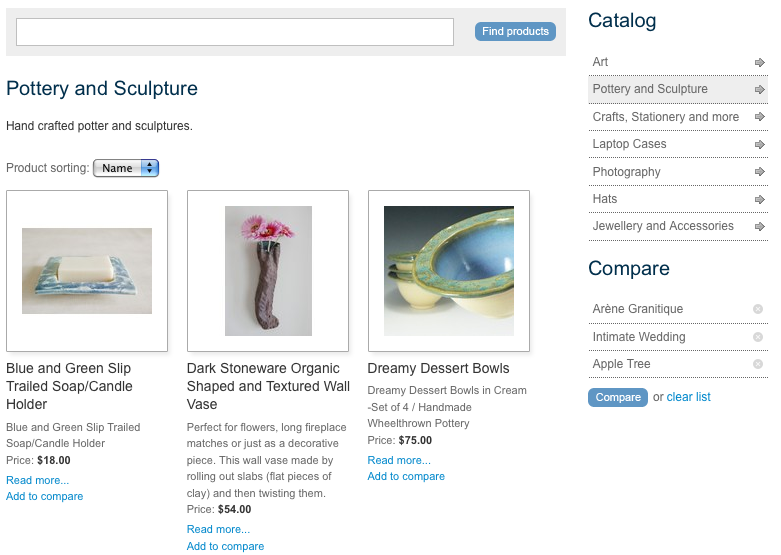 Find products
Pottery and Sculpture
Hand crafted potter and sculptures.
Product sorting: Name
Blue and Green Slip
Trailed Soap/Candle
Holder
Blue and Green Slip Trailed
Soap/Candle Holder
Price: $18.00
Read more...
Add to compare
Dark Stoneware Organic
Shaped and Textured Wall
Vase
Perfect for flowers, long fireplace
matches or just as a decorative
piece. This wall vase made by
rolling out slabs (flat pieces of
clay) and then twisting them.
Price: $54.00
Read more...
Add to compare
Dreamy Dessert Bowls
Dreamy Dessert Bowls in Cream
-Set of 4 / Handmade
Wheelthrown Pottery
Price: $75.00
Read more...
Add to compare
Catalog
Art
Pottery and Sculpture
Crafts, Stationery and more
Laptop Cases
Photography
Hats
Jewellery and Accessories
Compare
Arène Granitique
Intimate Wedding
Apple Tree
Compare or clear list